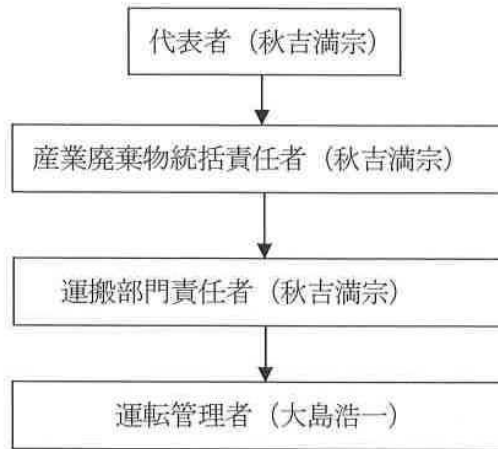 代表者（秋吉満宗）
産業廃棄物統括責任者（秋吉満宗）
運搬部門責任者（秋吉満宗）
運転管理者（大島浩一）